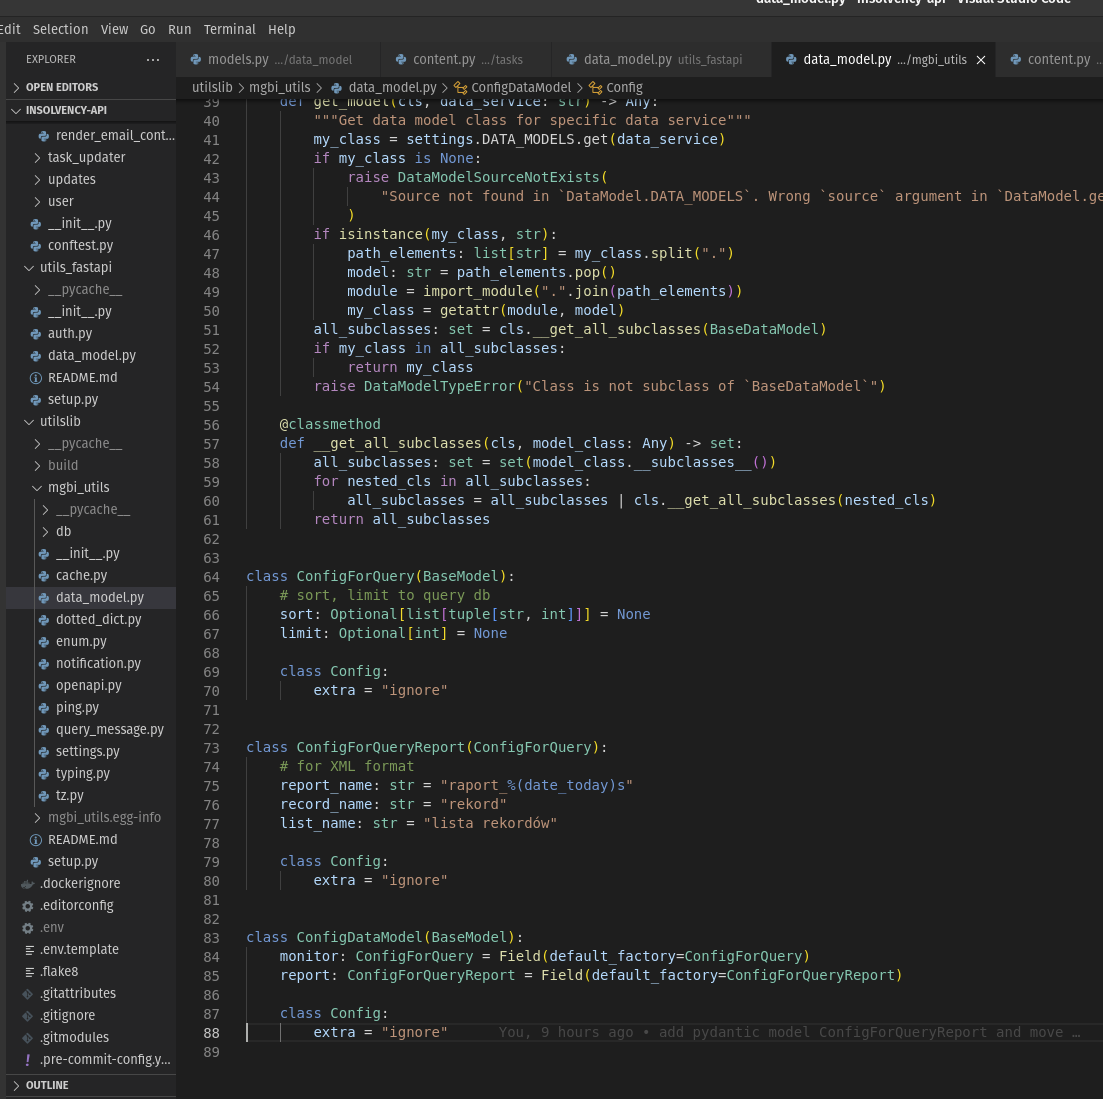 data_model.py - insolvency-api - Visual Studio Code
Edit Selection View Go Run Terminal Help
EXPLORER ...
models.py .../data_model
content.py .../tasks
data_model.py utils_fastapi
data_model.py .../mgbi_utils
content.py ...
OPEN EDITORS
INSOLVENCY-API
render_email_cont...
task_updater
updates
user
__init__.py
conftest.py
utils_fastapi
__pycache__
__init__.py
auth.py
data_model.py
README.md
setup.py
utilslib
__pycache__
build
mgbi_utils
__pycache__
db
__init__.py
cache.py
data_model.py
dotted_dict.py
enum.py
notification.py
openapi.py
ping.py
query_message.py
settings.py
typing.py
tz.py
mgbi_utils.egg-info
README.md
setup.py
.dockerignore
.editorconfig
.env
.env.template
.flake8
.gitattributes
.gitignore
.gitmodules
.pre-commit-config.y...
OUTLINE
utilslib > mgbi_utils > data_model.py > ConfigDataModel > Config
39 def get_model(cls, data_service: str) -> Any:
40 """Get data model class for specific data service"""
41 my_class = settings.DATA_MODELS.get(data_service)
42 if my_class is None:
43 raise DataModelSourceNotExists(
44 "Source not found in `DataModel.DATA_MODELS`. Wrong `source` argument in `DataModel.ge
45 )
46 if isinstance(my_class, str):
47 path_elements: list[str] = my_class.split(".")
48 model: str = path_elements.pop()
49 module = import_module(".".join(path_elements))
50 my_class = getattr(module, model)
51 all_subclasses: set = cls.__get_all_subclasses(BaseDataModel)
52 if my_class in all_subclasses:
53 return my_class
54 raise DataModelTypeError("Class is not subclass of `BaseDataModel`")
55
56 @classmethod
57 def __get_all_subclasses(cls, model_class: Any) -> set:
58 all_subclasses: set = set(model_class.__subclasses__())
59 for nested_cls in all_subclasses:
60 all_subclasses = all_subclasses | cls.__get_all_subclasses(nested_cls)
61 return all_subclasses
62
63
64 class ConfigForQuery(BaseModel):
65 # sort, limit to query db
66 sort: Optional[list[tuple[str, int]]] = None
67 limit: Optional[int] = None
68
69 class Config:
70 extra = "ignore"
71
72
73 class ConfigForQueryReport(ConfigForQuery):
74 # for XML format
75 report_name: str = "raport_%(date_today)s"
76 record_name: str = "rekord"
77 list_name: str = "lista rekordów"
78
79 class Config:
80 extra = "ignore"
81
82
83 class ConfigDataModel(BaseModel):
84 monitor: ConfigForQuery = Field(default_factory=ConfigForQuery)
85 report: ConfigForQueryReport = Field(default_factory=ConfigForQueryReport)
86
87 class Config:
88 extra = "ignore" You, 9 hours ago • add pydantic model ConfigForQueryReport and move …
89